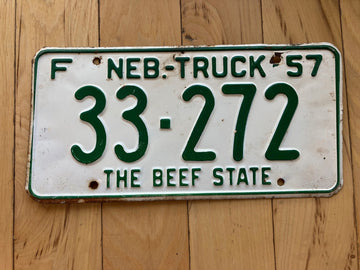 F NEB.-TRUCK-57
33-272
THE BEEF STATE